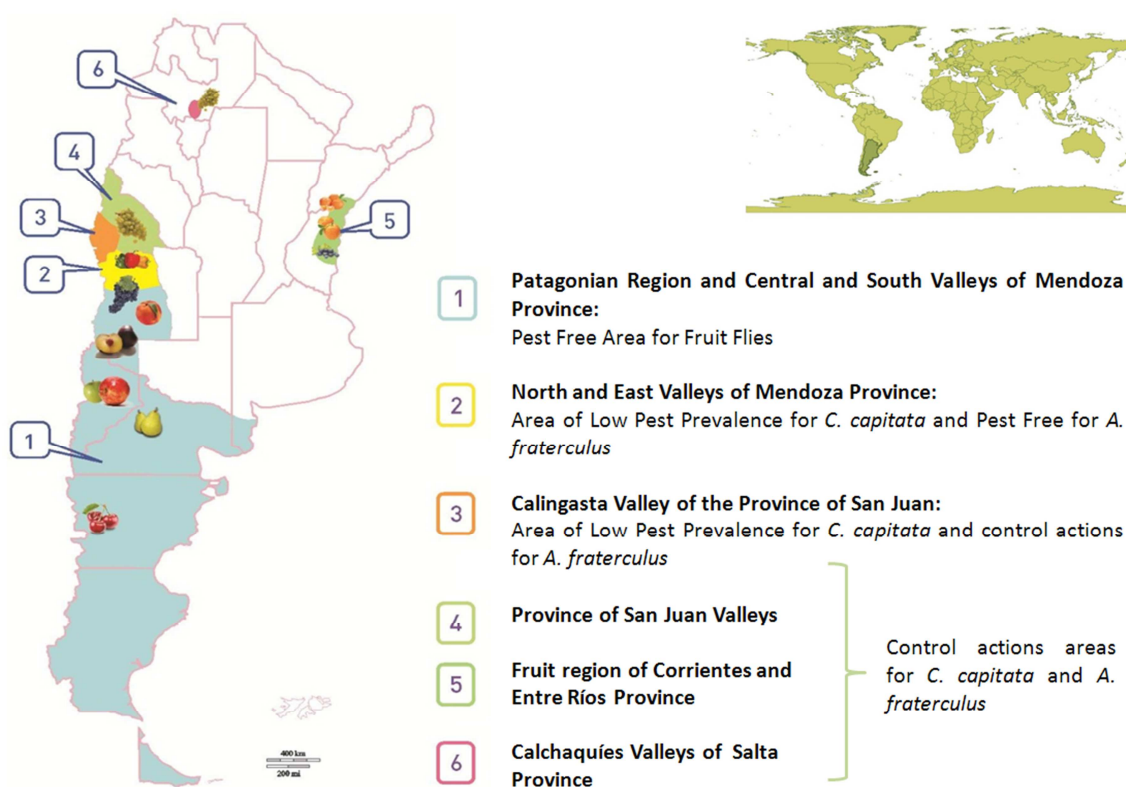 6
4
3
5
2
1
400 km
200 mi
1
Patagonian Region and Central and South Valleys of Mendoza
Province:
Pest Free Area for Fruit Flies
2
North and East Valleys of Mendoza Province:
Area of Low Pest Prevalence for C. capitata and Pest Free for A.
fraterculus
3
Calingasta Valley of the Province of San Juan:
Area of Low Pest Prevalence for C. capitata and control actions
for A. fraterculus
4
Province of San Juan Valleys
5
Fruit region of Corrientes and
Entre Ríos Province
6
Calchaquíes Valleys of Salta
Province
Control actions areas
for C. capitata and A.
fraterculus